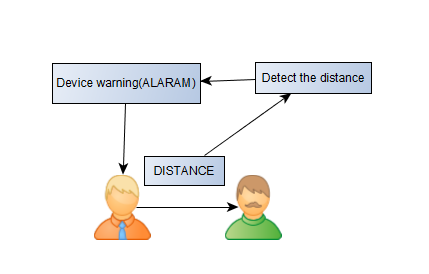 Device warning(ALARAM)
Detect the distance
DISTANCE